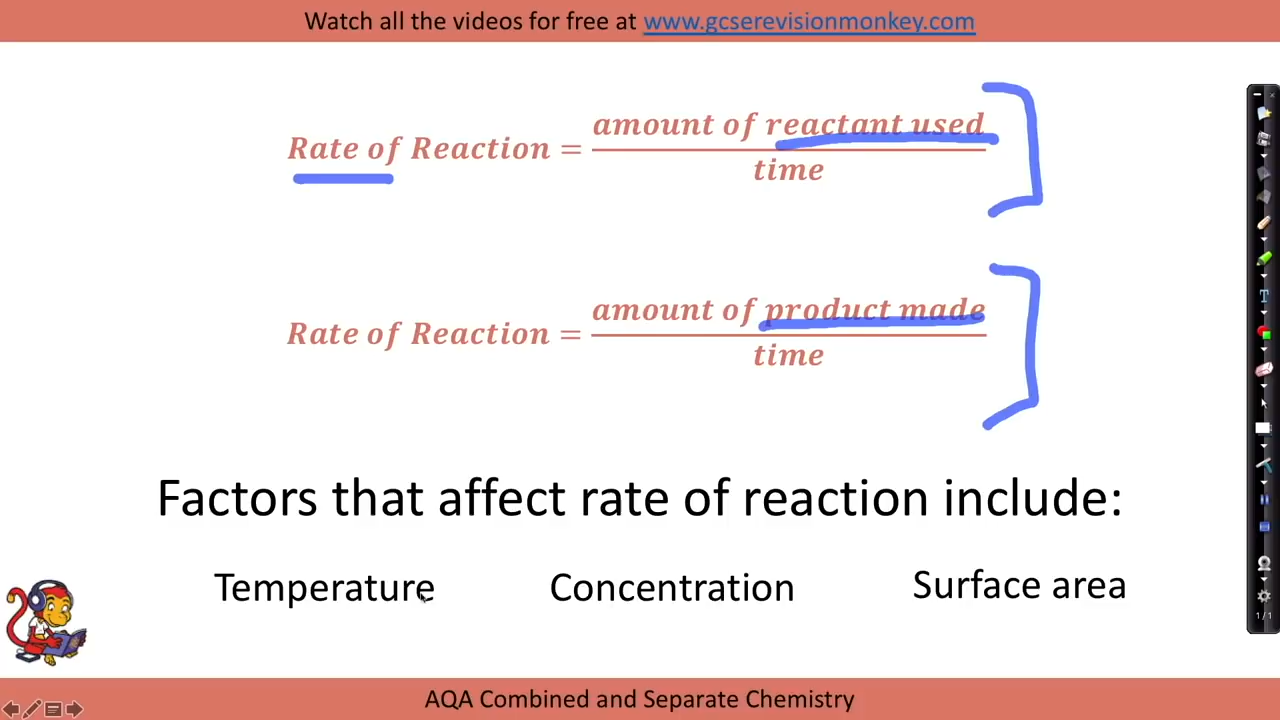 Watch all the videos for free at www.gcserevisionmonkey.com
Rate of Reaction = amount of reactant used / time
Rate of Reaction = amount of product made / time
Factors that affect rate of reaction include:
Temperature Concentration Surface area
1/1
AQA Combined and Separate Chemistry